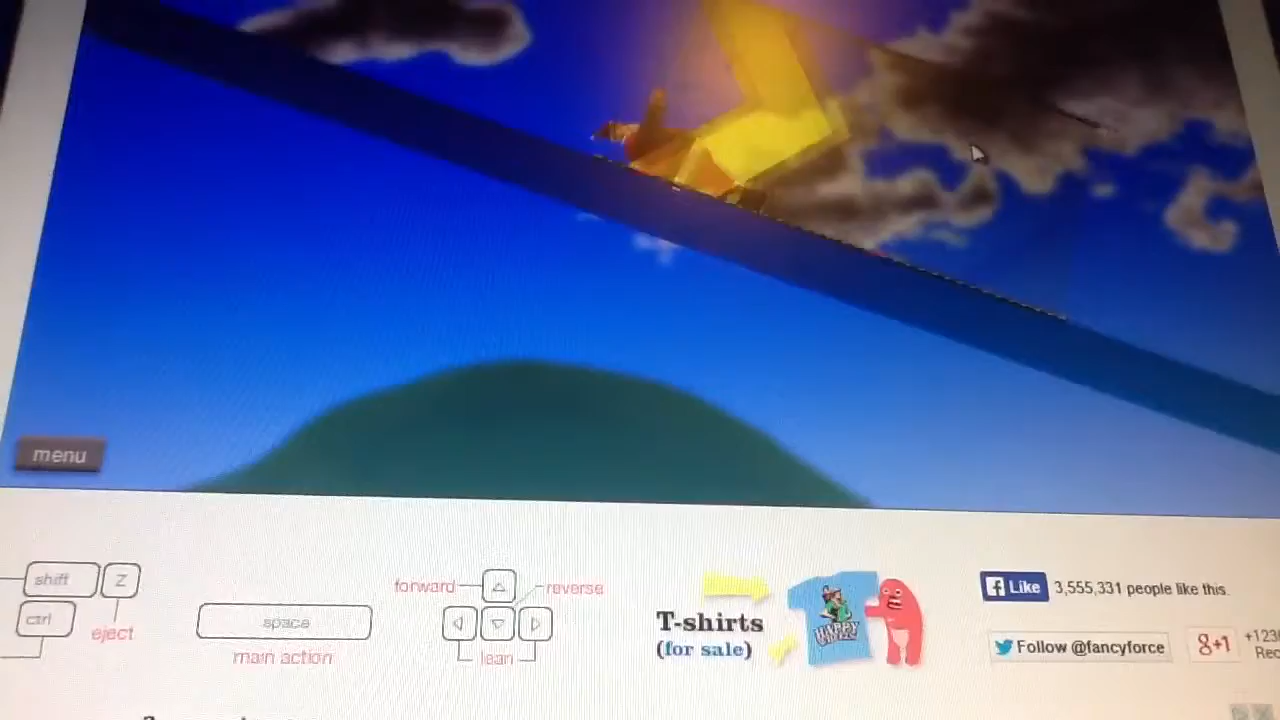 menu
shift Z
ctrl
eject
space
main action
forward
reverse
lean
T-shirts
(for sale)
HAPPY
Like 3,555,331 people like this.
Follow @fancyforce
g+1